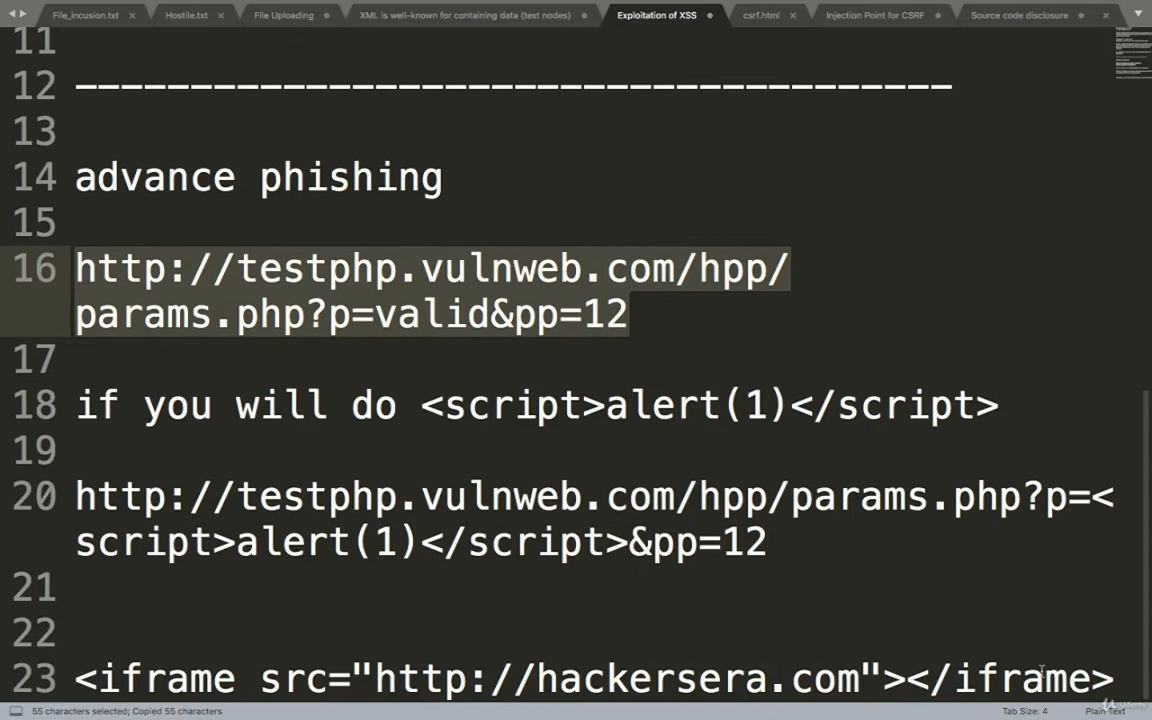 File_incusion.txt
Hostile.txt
File Uploading
XML is well-known for containing data (text nodes)
Exploitation of XSS
csrf.html
Injection Point for CSRF
Source code disclosure
11
12 --------------------------------------
13
14 advance phishing
15
16 http://testphp.vulnweb.com/hpp/
params.php?p=valid&pp=12
17
18 if you will do <script>alert(1)</script>
19
20 http://testphp.vulnweb.com/hpp/params.php?p=<
script>alert(1)</script>&pp=12
21
22
23 <iframe src="http://hackersera.com"></iframe>
55 characters selected; Copied 55 characters
Tab Size: 4
Plain Text
Udemy